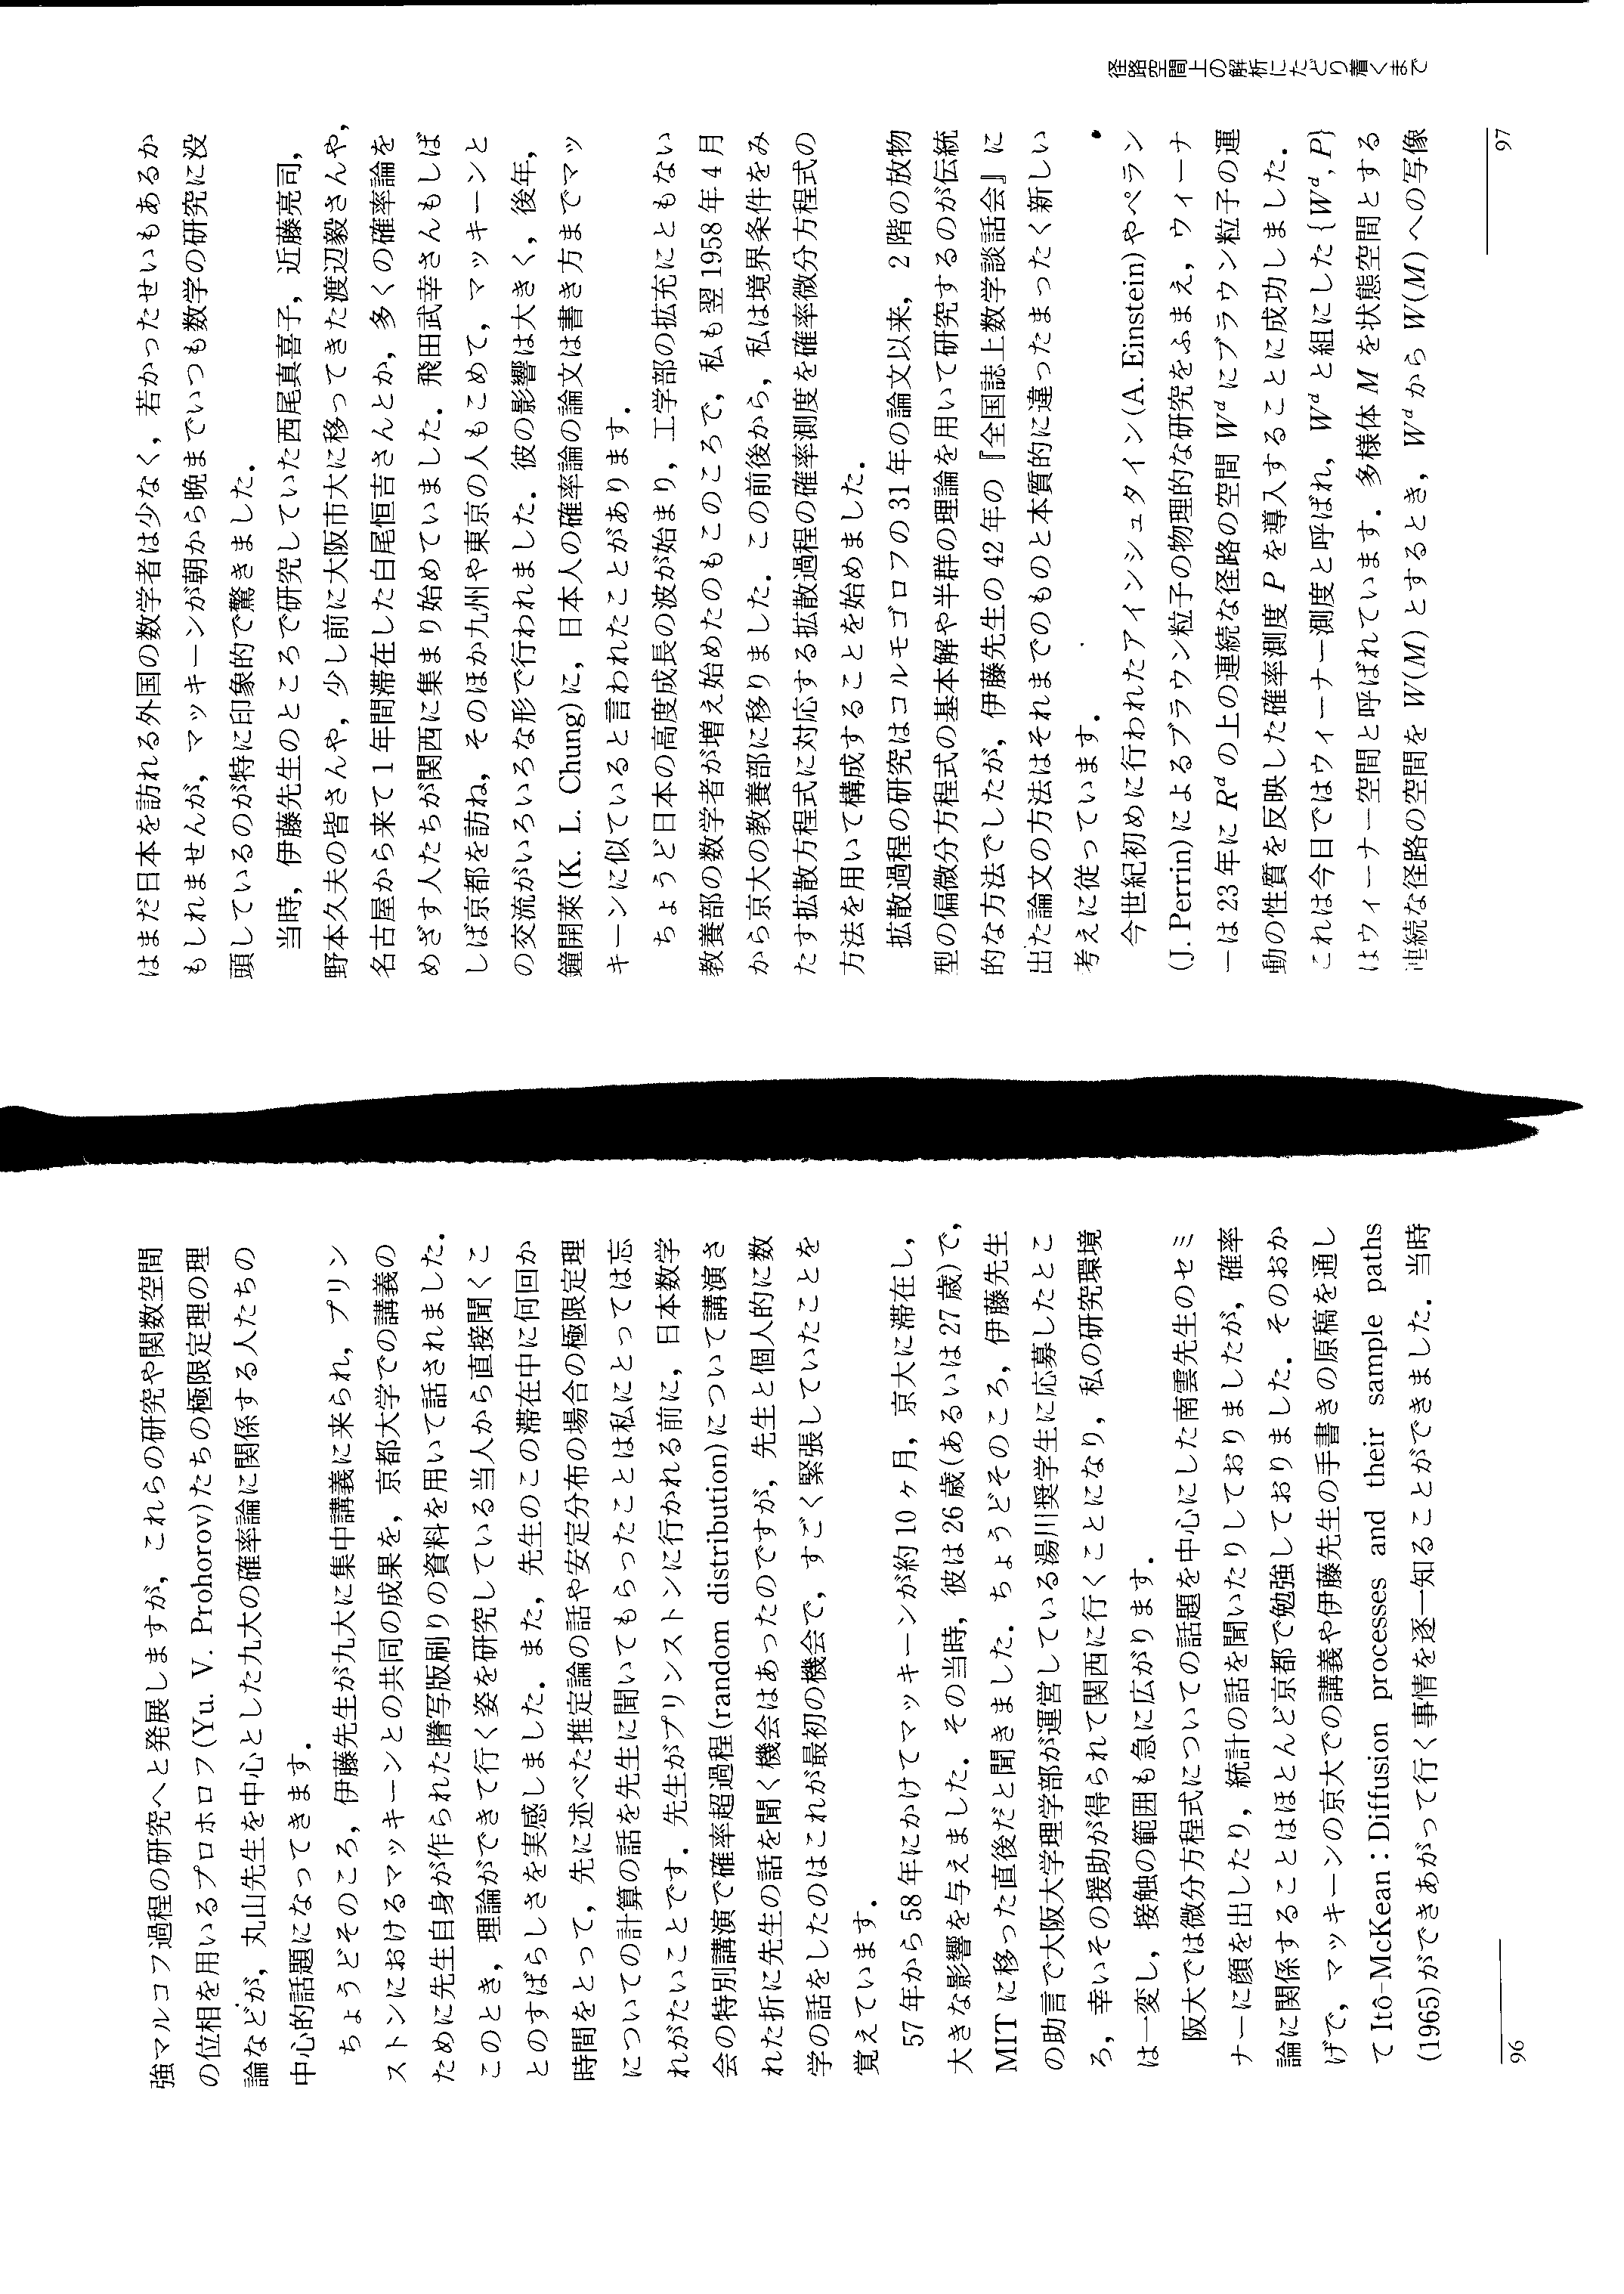 強マルコフ過程の研究へと発展しますが，これらの研究や関数空間
の位相を用いるプロホロフ(Yu. V. Prohorov)たちの極限定理の理
論などが，丸山先生を中心とした九大の確率論に関係する人たちの
中心的話題になってきます．
ちょうどそのころ，伊藤先生が九大に集中講義に来られ，プリン
ストンにおけるマッキーンとの共同の成果を，京都大学での講義の
ために先生自身が作られた謄写版刷りの資料を用いて話されました．
このとき，理論ができて行く姿を研究している当人から直接聞くこ
とのすばらしさを実感しました．また，先生のこの滞在中に何回か
時間をとって，先に述べた推定論の話や安定分布の場合の極限定理
についての計算の話を先生に聞いてもらったことは私にとっては忘
れがたいことです．先生がプリンストンに行かれる前に，日本数学
会の特別講演で確率超過程(random distribution)について講演さ
れた折に先生の話を聞く機会はあったのですが，先生と個人的に数
学の話をしたのはこれが最初の機会で，すごく緊張していたことを
覚えています．
57年から58年にかけてマッキーンが約10ヶ月，京大に滞在し，
大きな影響を与えました．その当時，彼は26歳(あるいは27歳)で，
MITに移った直後だと聞きました．ちょうどそのころ，伊藤先生
の助言で大阪大学理学部が運営している湯川奨学生に応募したとこ
ろ，幸いその援助が得られて関西に行くことになり，私の研究環境
は一変し，接触の範囲も急に広がります．
阪大では微分方程式についての話題を中心にした南雲先生のセミ
ナーに顔を出したり，統計の話を聞いたりしておりましたが，確率
論に関係することはほとんど京都で勉強しておりました．そのおか
げで，マッキーンの京大での講義や伊藤先生の手書きの原稿を通し
て Itô-McKean : Diffusion processes and their sample paths
(1965)ができあがって行く事情を逐一知ることができました．当時
96
はまだ日本を訪れる外国の数学者は少なく，若かったせいもあるか
もしれませんが，マッキーンが朝から晩までいつも数学の研究に没
頭しているのが特に印象的で驚きました．
当時，伊藤先生のところで研究していた西尾真喜子，近藤亮司，
野本久夫の皆さんや，少し前に大阪市大に移ってきた渡辺毅さんや，
名古屋から来て1年間滞在した白尾恒吉さんとか，多くの確率論を
めざす人たちが関西に集まり始めていました．飛田武幸さんもしば
しば京都を訪ね，そのほか九州や東京の人もこめて，マッキーンと
の交流がいろいろな形で行われました．彼の影響は大きく，後年，
鐘開萊(K. L. Chung)に，日本人の確率論の論文は書き方までマッ
キーンに似ていると言われたことがあります．
ちょうど日本の高度成長の波が始まり，工学部の拡充にともない
教養部の数学者が増え始めたのもこのころで，私も翌1958年4月
から京大の教養部に移りました．この前後から，私は境界条件をみ
たす拡散方程式に対応する拡散過程の確率測度を確率微分方程式の
方法を用いて構成することを始めました．
拡散過程の研究はコルモゴロフの31年の論文以来，2階の放物
型の偏微分方程式の基本解や半群の理論を用いて研究するのが伝統
的な方法でしたが，伊藤先生の42年の『全国誌上数学談話会』に
出た論文の方法はそれまでのものと本質的に違ったまったく新しい
考えに従っています．
今世紀初めに行われたアインシュタイン(A. Einstein)やペラン
(J. Perrin)によるブラウン粒子の物理的な研究をふまえ，ウィーナ
ーは23年に R^d の上の連続な径路の空間 W^d にブラウン粒子の運
動の性質を反映した確率測度 P を導入することに成功しました．
これは今日ではウィーナー測度と呼ばれ，W^d と組にした {W^d, P}
はウィーナー空間と呼ばれています．多様体 M を状態空間とする
連続な径路の空間を W(M) とするとき，W^d から W(M) への写像
径路空間上の解析にたどり着くまで
97